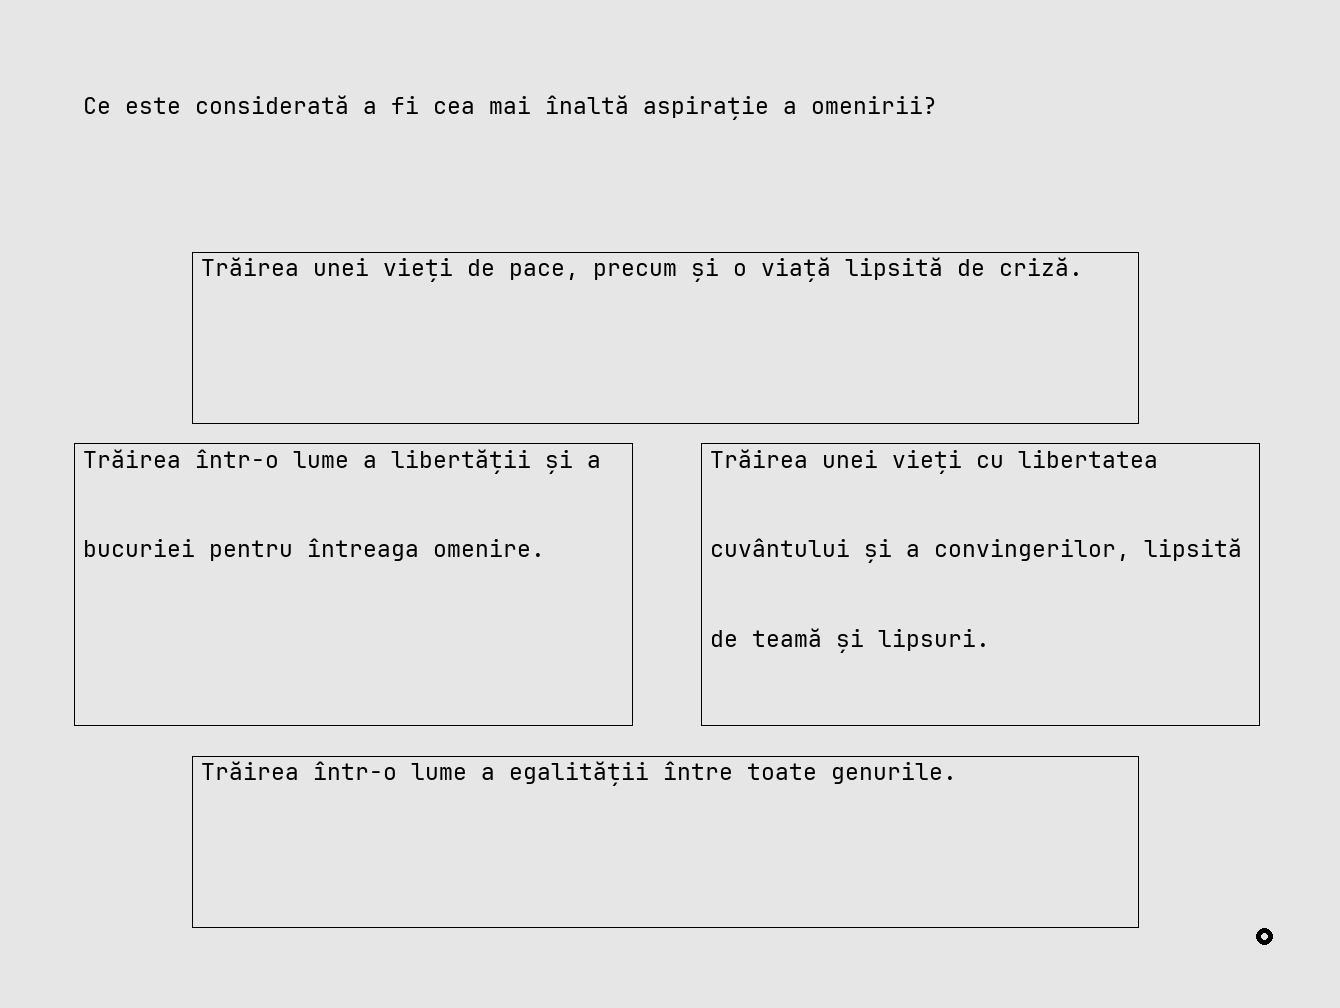 Ce este considerată a fi cea mai înaltă aspirație a omenirii?
Trăirea unei vieți de pace, precum și o viață lipsită de criză.
Trăirea într-o lume a libertății și a
bucuriei pentru întreaga omenire.
Trăirea unei vieți cu libertatea
cuvântului și a convingerilor, lipsită
de teamă și lipsuri.
Trăirea într-o lume a egalității între toate genurile.